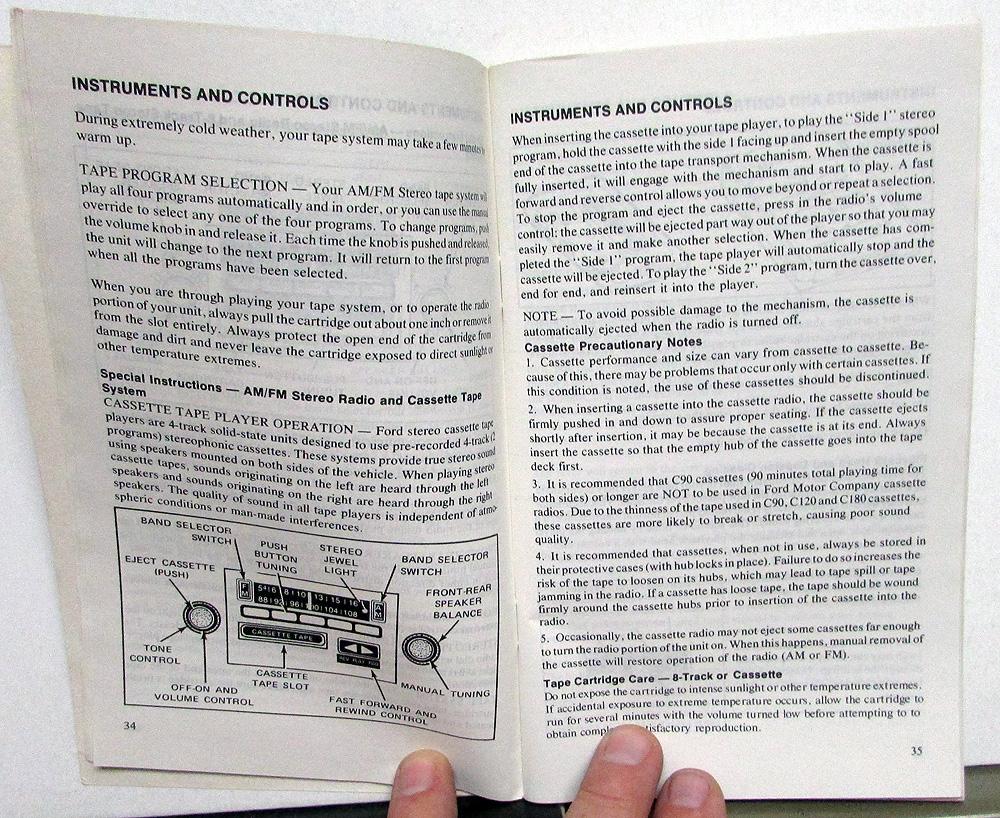 INSTRUMENTS AND CONTROLS
During extremely cold weather, your tape system may take a few minutes
warm up.
TAPE PROGRAM SELECTION — Your AM/FM Stereo tape system will
play all four programs automatically and in order, or you can use the manual
override to select any one of the four programs. To change programs, push
the volume knob in and release it. Each time the knob is pushed and released,
the unit will change to the next program. It will return to the first program
when all the programs have been selected.
When you are through playing your tape system, or to operate the radio
portion of your unit, always pull the cartridge out about one inch or remove it
from the slot entirely. Always protect the open end of the cartridge from
damage and dirt and never leave the cartridge exposed to direct sunlight or
other temperature extremes.
Special Instructions — AM/FM Stereo Radio and Cassette Tape
System
CASSETTE TAPE PLAYER OPERATION — Ford stereo cassette tape
players are 4-track solid-state units designed to use pre-recorded 4-track (2
programs) stereophonic cassettes. These systems provide true stereo sound
using speakers mounted on both sides of the vehicle. When playing stereo
cassette tapes, sounds originating on the left are heard through the left
speakers and sounds originating on the right are heard through the right
speakers. The quality of sound in all tape players is independent of atmo-
spheric conditions or man-made interferences.
BAND SELECTOR
SWITCH
PUSH
BUTTON
TUNING
STEREO
JEWEL
LIGHT
BAND SELECTOR
SWITCH
EJECT CASSETTE
(PUSH)
FRONT-REAR
SPEAKER
BALANCE
FM
5½ 6 8 10 13 15 16
88 92 96 100 104 108
AM
CASSETTE TAPE
REV PLAY FWD
TONE
CONTROL
CASSETTE
TAPE SLOT
MANUAL TUNING
OFF-ON AND
VOLUME CONTROL
FAST FORWARD AND
REWIND CONTROL
34
INSTRUMENTS AND CONTROLS
When inserting the cassette into your tape player, to play the "Side 1" stereo
program, hold the cassette with the side 1 facing up and insert the empty spool
end of the cassette into the tape transport mechanism. When the cassette is
fully inserted, it will engage with the mechanism and start to play. A fast
forward and reverse control allows you to move beyond or repeat a selection.
To stop the program and eject the cassette, press in the radio's volume
control: the cassette will be ejected part way out of the player so that you may
easily remove it and make another selection. When the cassette has com-
pleted the "Side 1" program, the tape player will automatically stop and the
cassette will be ejected. To play the "Side 2" program, turn the cassette over,
end for end, and reinsert it into the player.
NOTE — To avoid possible damage to the mechanism, the cassette is
automatically ejected when the radio is turned off.
Cassette Precautionary Notes
1. Cassette performance and size can vary from cassette to cassette. Be-
cause of this, there may be problems that occur only with certain cassettes. If
this condition is noted, the use of these cassettes should be discontinued.
2. When inserting a cassette into the cassette radio, the cassette should be
firmly pushed in and down to assure proper seating. If the cassette ejects
shortly after insertion, it may be because the cassette is at its end. Always
insert the cassette so that the empty hub of the cassette goes into the tape
deck first.
3. It is recommended that C90 cassettes (90 minutes total playing time for
both sides) or longer are NOT to be used in Ford Motor Company cassette
radios. Due to the thinness of the tape used in C90, C120 and C180 cassettes,
these cassettes are more likely to break or stretch, causing poor sound
quality.
4. It is recommended that cassettes, when not in use, always be stored in
their protective cases (with hub locks in place). Failure to do so increases the
risk of the tape to loosen on its hubs, which may lead to tape spill or tape
jamming in the radio. If a cassette has loose tape, the tape should be wound
firmly around the cassette hubs prior to insertion of the cassette into the
radio.
5. Occasionally, the cassette radio may not eject some cassettes far enough
to turn the radio portion of the unit on. When this happens, manual removal of
the cassette will restore operation of the radio (AM or FM).
Tape Cartridge Care — 8-Track or Cassette
Do not expose the cartridge to intense sunlight or other temperature extremes.
If accidental exposure to extreme temperature occurs, allow the cartridge to
run for several minutes with the volume turned low before attempting to to
obtain reproduction.
35